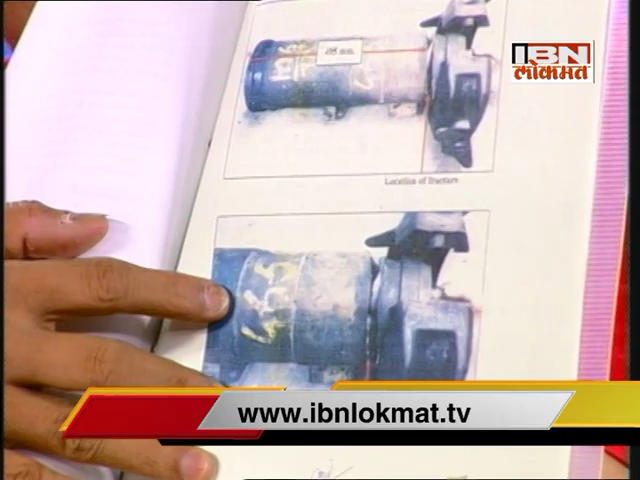 IBN
लोकमत
Location of fracture
www.ibnlokmat.tv